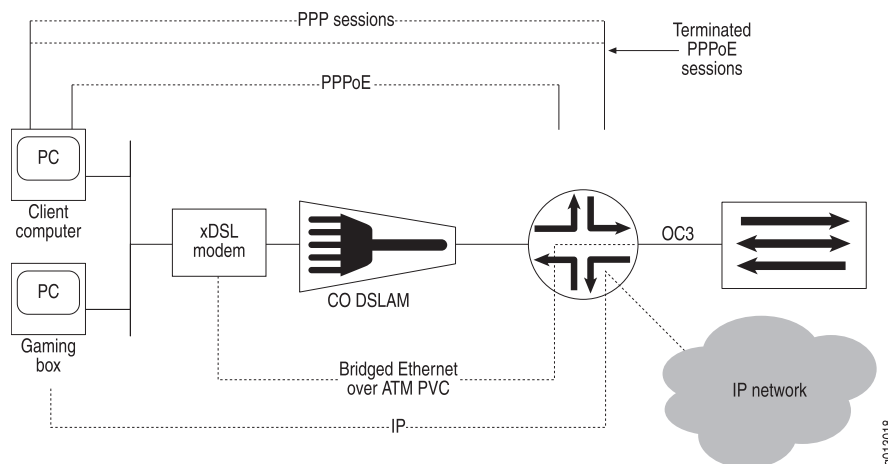 PPP sessions
Terminated
PPPoE
sessions
PPPoE
PC
Client
computer
xDSL
modem
OC3
CO DSLAM
PC
Gaming
box
Bridged Ethernet
over ATM PVC
IP network
IP
g013018